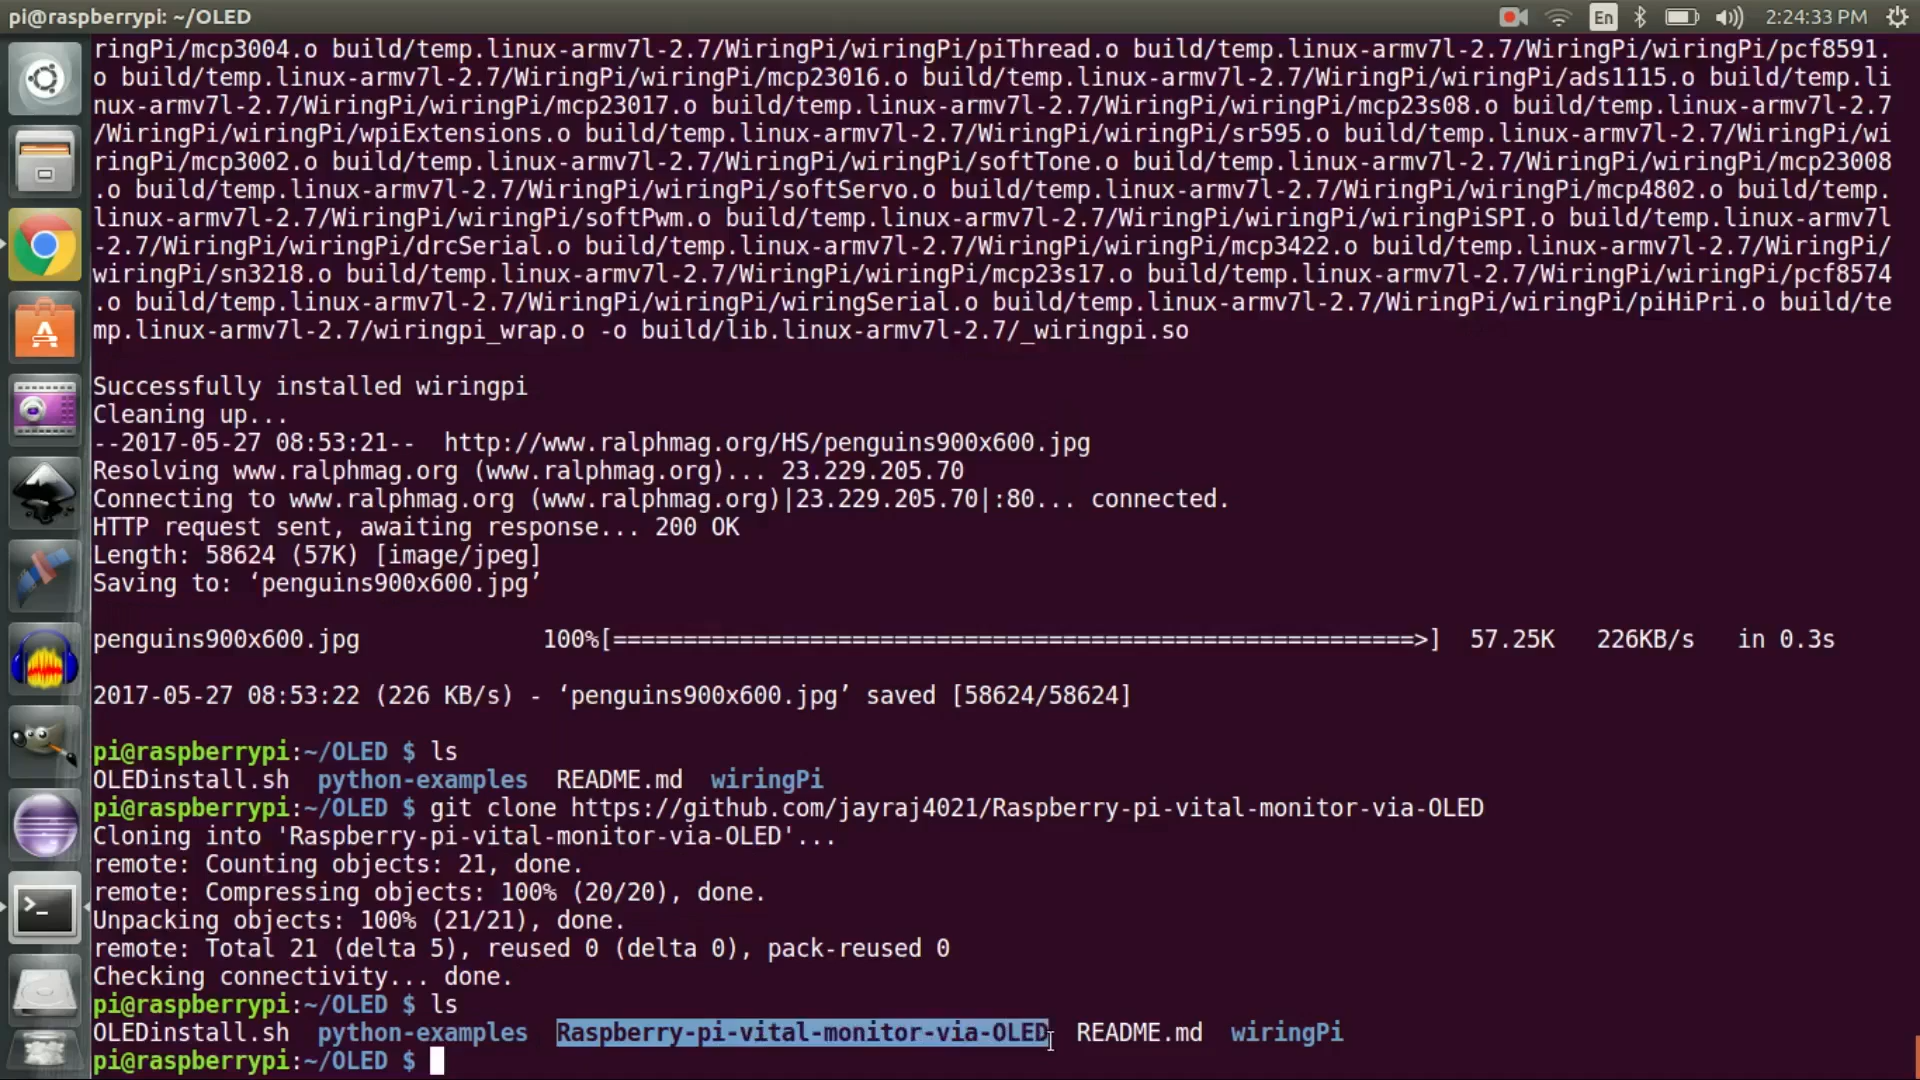 pi@raspberrypi: ~/OLED
En
2:24:33 PM
ringPi/mcp3004.o build/temp.linux-armv7l-2.7/WiringPi/wiringPi/piThread.o build/temp.linux-armv7l-2.7/WiringPi/wiringPi/pcf8591.
o build/temp.linux-armv7l-2.7/WiringPi/wiringPi/mcp23016.o build/temp.linux-armv7l-2.7/WiringPi/wiringPi/ads1115.o build/temp.li
nux-armv7l-2.7/WiringPi/wiringPi/mcp23017.o build/temp.linux-armv7l-2.7/WiringPi/wiringPi/mcp23s08.o build/temp.linux-armv7l-2.7
/WiringPi/wiringPi/wpiExtensions.o build/temp.linux-armv7l-2.7/WiringPi/wiringPi/sr595.o build/temp.linux-armv7l-2.7/WiringPi/wi
ringPi/mcp3002.o build/temp.linux-armv7l-2.7/WiringPi/wiringPi/softTone.o build/temp.linux-armv7l-2.7/WiringPi/wiringPi/mcp23008
.o build/temp.linux-armv7l-2.7/WiringPi/wiringPi/softServo.o build/temp.linux-armv7l-2.7/WiringPi/wiringPi/mcp4802.o build/temp.
linux-armv7l-2.7/WiringPi/wiringPi/softPwm.o build/temp.linux-armv7l-2.7/WiringPi/wiringPi/wiringPiSPI.o build/temp.linux-armv7l
-2.7/WiringPi/wiringPi/drcSerial.o build/temp.linux-armv7l-2.7/WiringPi/wiringPi/mcp3422.o build/temp.linux-armv7l-2.7/WiringPi/
wiringPi/sn3218.o build/temp.linux-armv7l-2.7/WiringPi/wiringPi/mcp23s17.o build/temp.linux-armv7l-2.7/WiringPi/wiringPi/pcf8574
.o build/temp.linux-armv7l-2.7/WiringPi/wiringPi/wiringSerial.o build/temp.linux-armv7l-2.7/WiringPi/wiringPi/piHiPri.o build/te
mp.linux-armv7l-2.7/wiringpi_wrap.o -o build/lib.linux-armv7l-2.7/_wiringpi.so
Successfully installed wiringpi
Cleaning up...
--2017-05-27 08:53:21--  http://www.ralphmag.org/HS/penguins900x600.jpg
Resolving www.ralphmag.org (www.ralphmag.org)... 23.229.205.70
Connecting to www.ralphmag.org (www.ralphmag.org)|23.229.205.70|:80... connected.
HTTP request sent, awaiting response... 200 OK
Length: 58624 (57K) [image/jpeg]
Saving to: ‘penguins900x600.jpg’
penguins900x600.jpg 100%[=========================================================>] 57.25K 226KB/s in 0.3s
2017-05-27 08:53:22 (226 KB/s) - ‘penguins900x600.jpg’ saved [58624/58624]
pi@raspberrypi:~/OLED $ ls
OLEDinstall.sh  python-examples  README.md  wiringPi
pi@raspberrypi:~/OLED $ git clone https://github.com/jayraj4021/Raspberry-pi-vital-monitor-via-OLED
Cloning into 'Raspberry-pi-vital-monitor-via-OLED'...
remote: Counting objects: 21, done.
remote: Compressing objects: 100% (20/20), done.
Unpacking objects: 100% (21/21), done.
remote: Total 21 (delta 5), reused 0 (delta 0), pack-reused 0
Checking connectivity... done.
pi@raspberrypi:~/OLED $ ls
OLEDinstall.sh  python-examples  Raspberry-pi-vital-monitor-via-OLED  README.md  wiringPi
pi@raspberrypi:~/OLED $